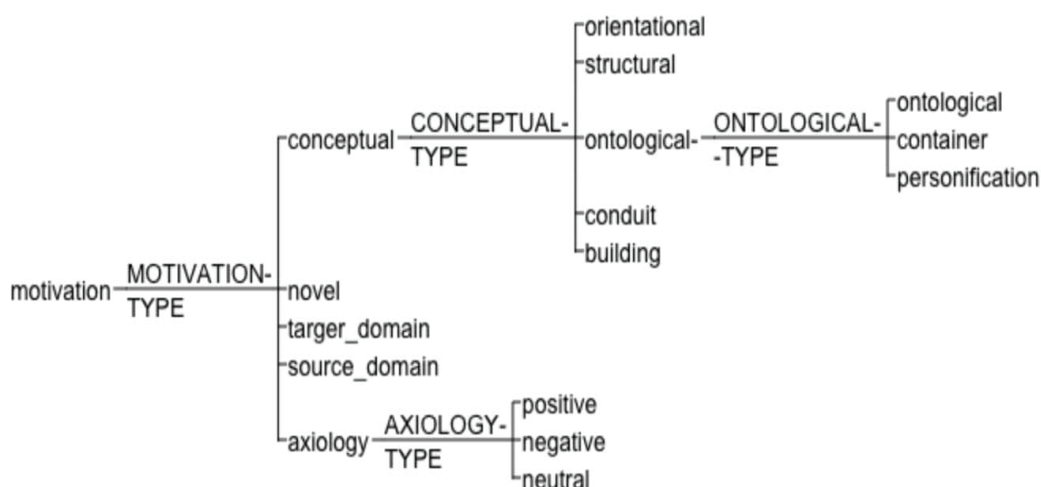 orientational
structural
ontological
conceptual CONCEPTUAL-
TYPE
ontological- ONTOLOGICAL-
-TYPE
container
personification
conduit
building
motivation MOTIVATION-
TYPE
novel
targer_domain
source_domain
positive
axiology AXIOLOGY-
TYPE
negative
neutral